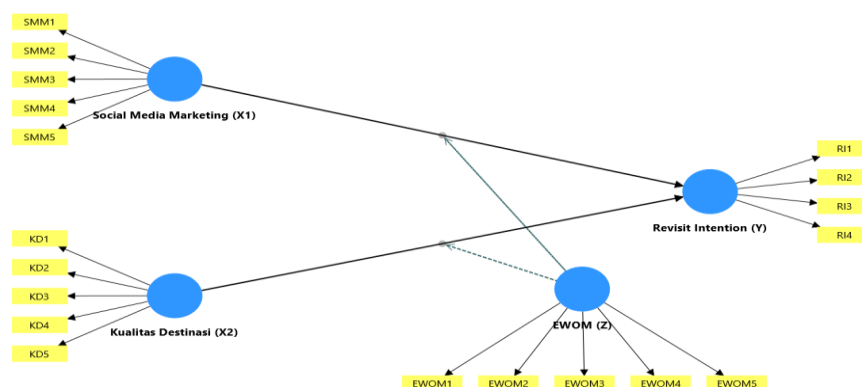 SMM1
SMM2
SMM3
SMM4
SMM5
Social Media Marketing (X1)
RI1
RI2
RI3
RI4
Revisit Intention (Y)
KD1
KD2
KD3
KD4
KD5
Kualitas Destinasi (X2)
EWOM (Z)
EWOM1
EWOM2
EWOM3
EWOM4
EWOM5